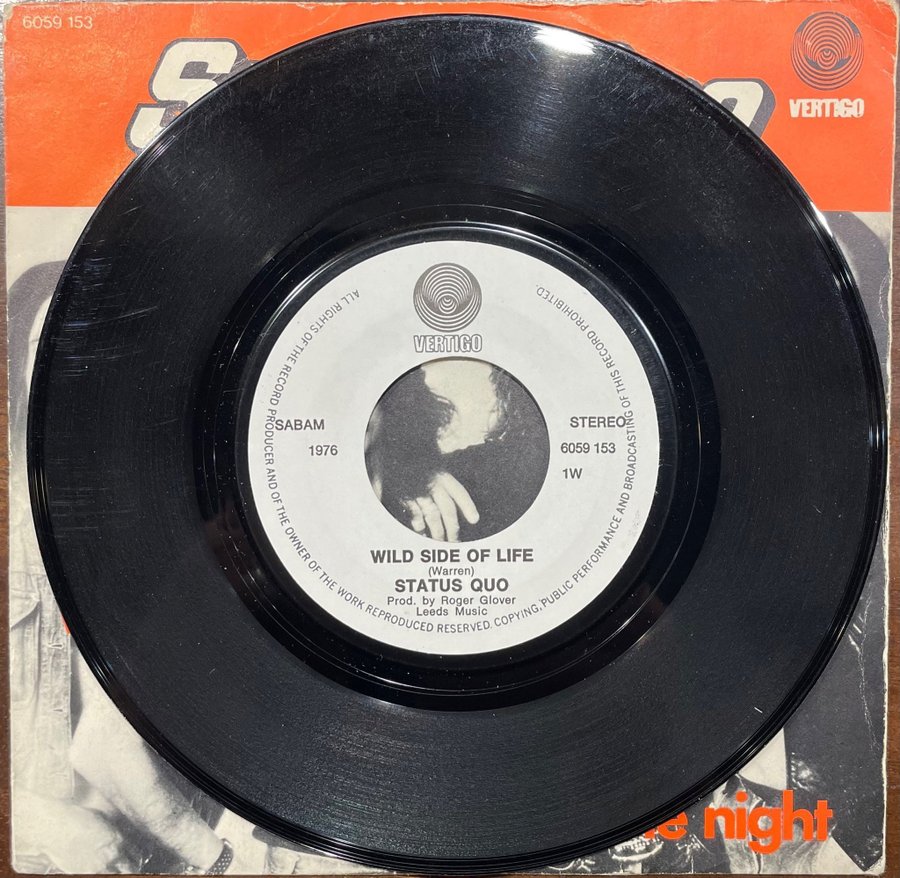 6059 153
VERTIGO
VERTIGO
ALL RIGHTS OF THE RECORD PRODUCER AND OF THE OWNER OF THE WORK REPRODUCED RESERVED. COPYING, PUBLIC PERFORMANCE AND BROADCASTING OF THIS RECORD PROHIBITED.
SABAM
1976
STEREO
6059 153
1W
WILD SIDE OF LIFE
(Warren)
STATUS QUO
Prod. by Roger Glover
Leeds Music
night